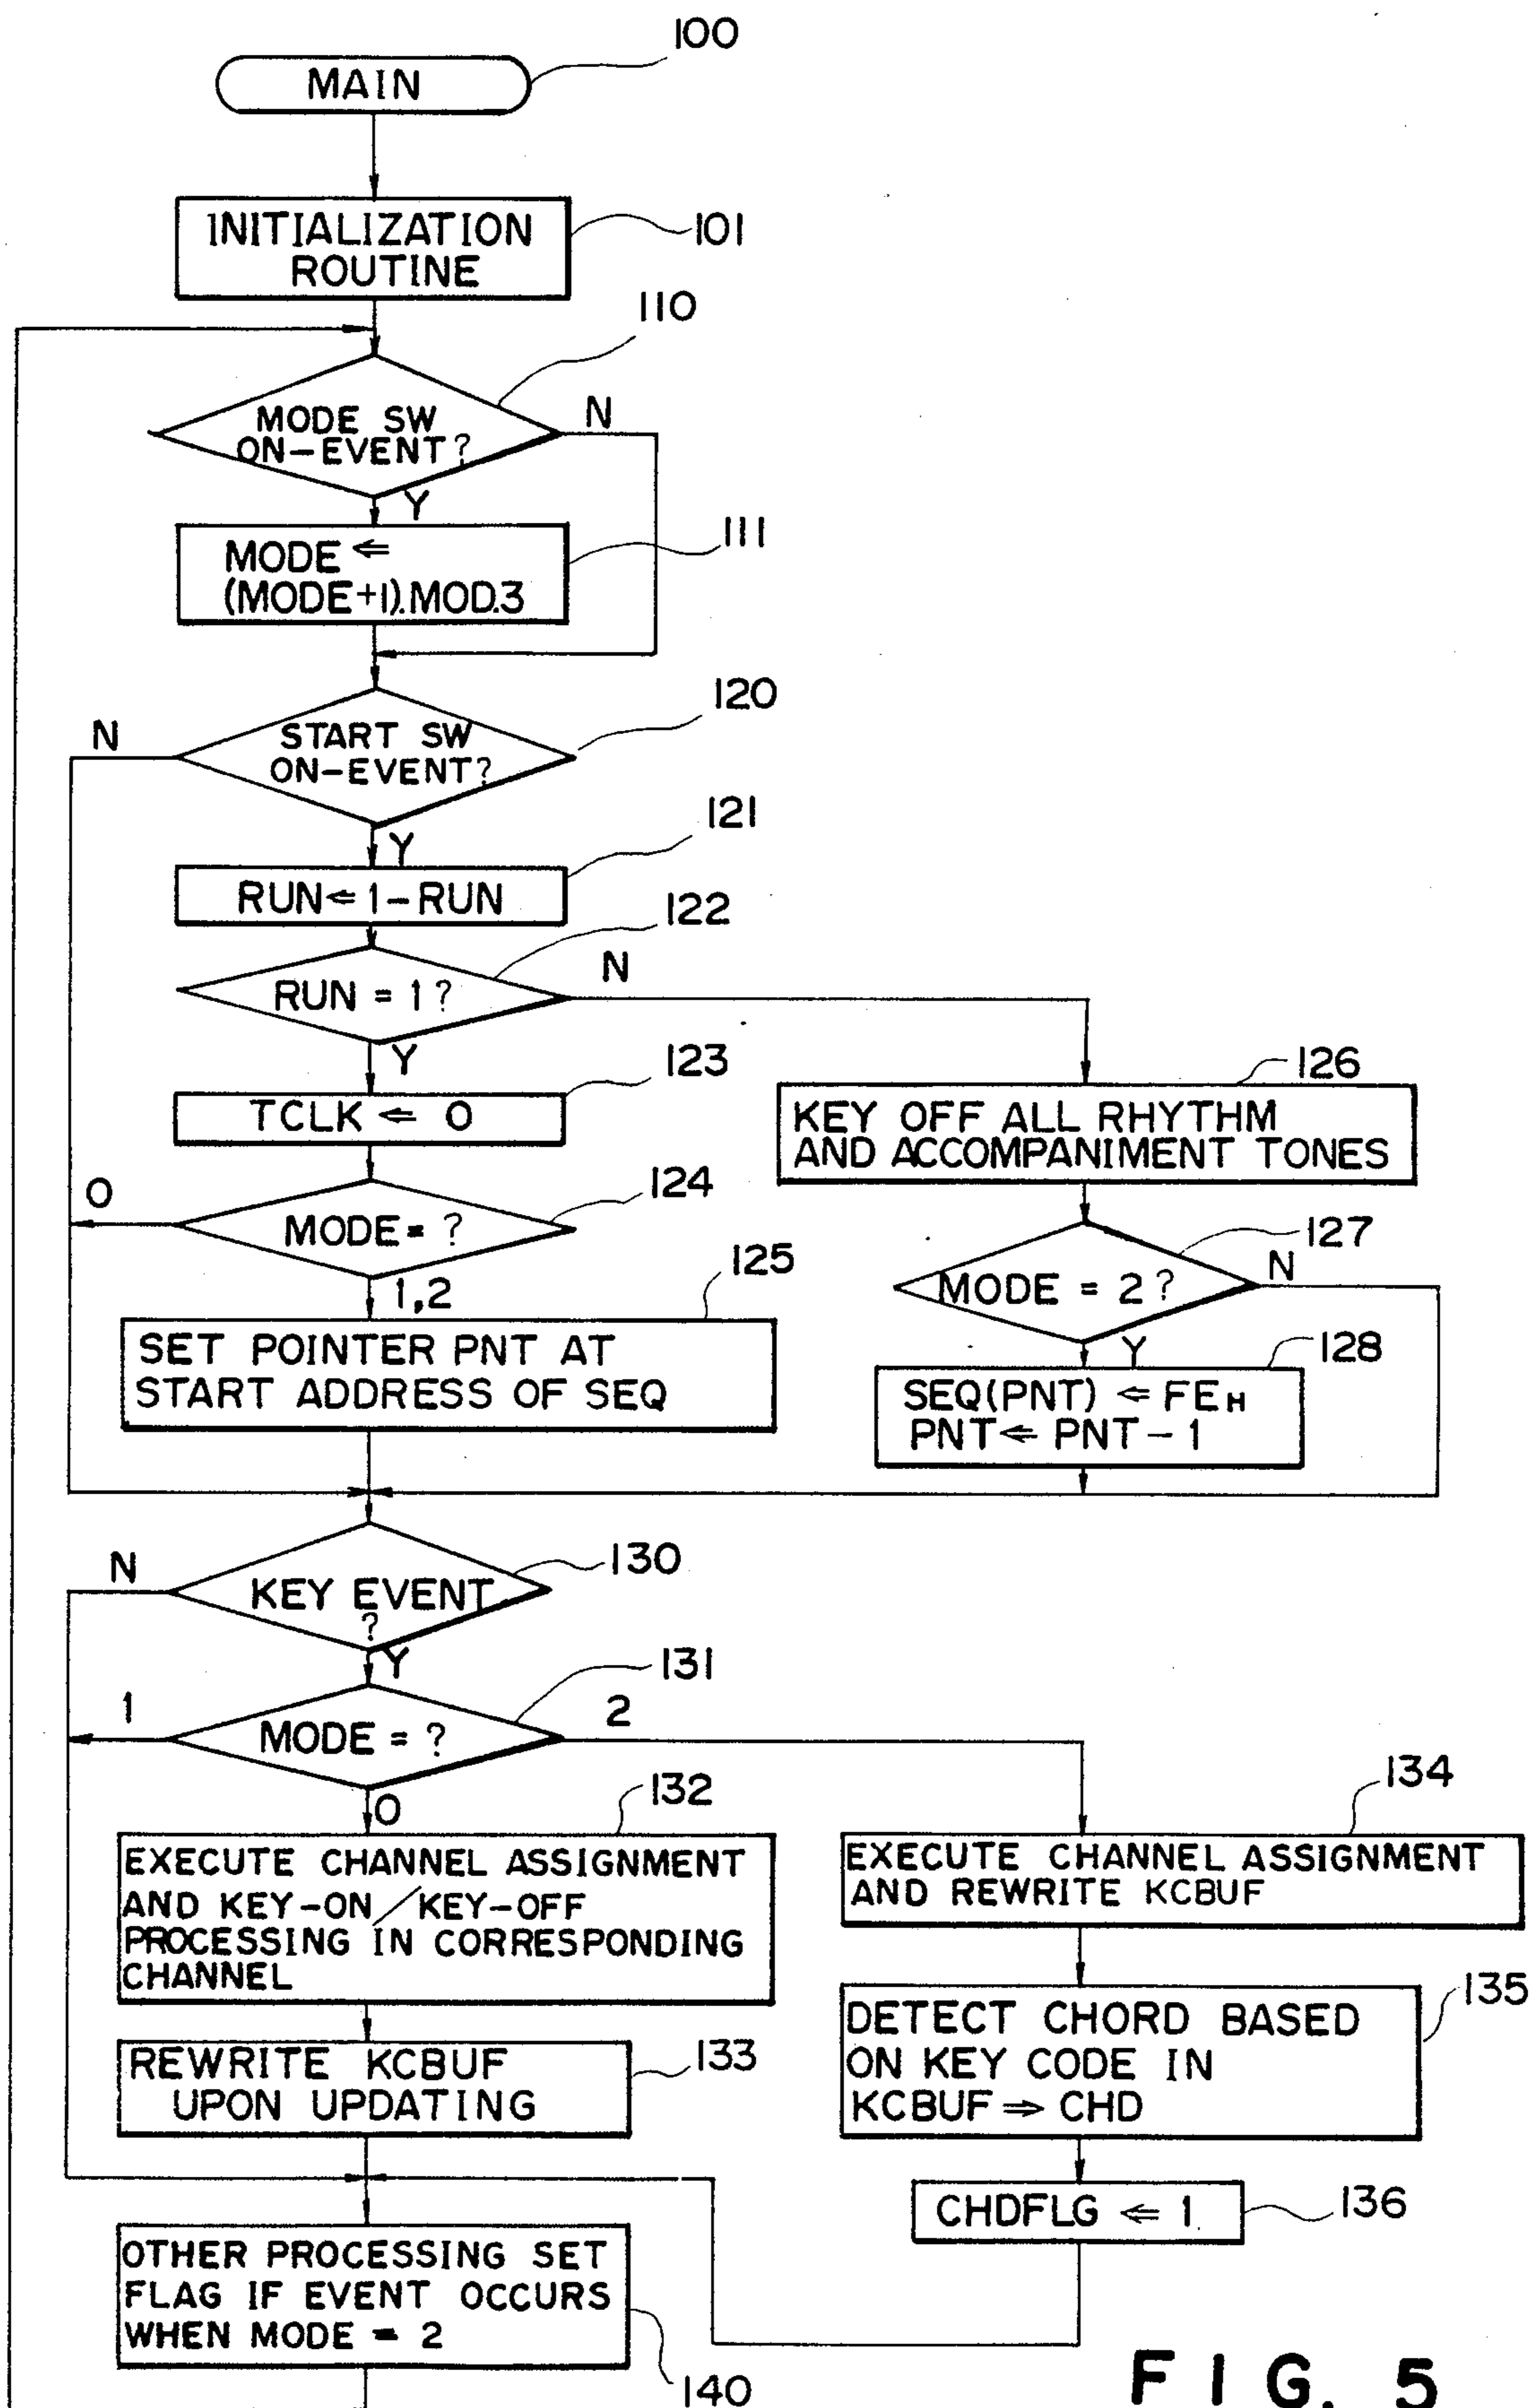 100
MAIN
INITIALIZATION
ROUTINE
101
110
MODE SW
ON-EVENT?
N
Y
MODE ⇐
(MODE+1).MOD.3
111
120
N
START SW
ON-EVENT?
Y
121
RUN ⇐ 1 - RUN
122
RUN = 1 ?
N
Y
123
TCLK ⇐ 0
126
KEY OFF ALL RHYTHM
AND ACCOMPANIMENT TONES
0
124
MODE = ?
1,2
127
MODE = 2 ?
N
Y
125
SET POINTER PNT AT
START ADDRESS OF SEQ
128
SEQ(PNT) ⇐ FEH
PNT ⇐ PNT - 1
130
N
KEY EVENT
?
Y
131
1
MODE = ?
2
0
132
EXECUTE CHANNEL ASSIGNMENT
AND KEY-ON/KEY-OFF
PROCESSING IN CORRESPONDING
CHANNEL
134
EXECUTE CHANNEL ASSIGNMENT
AND REWRITE KCBUF
133
REWRITE KCBUF
UPON UPDATING
135
DETECT CHORD BASED
ON KEY CODE IN
KCBUF ⇒ CHD
CHDFLG ⇐ 1
136
OTHER PROCESSING SET
FLAG IF EVENT OCCURS
WHEN MODE = 2
140
FIG. 5